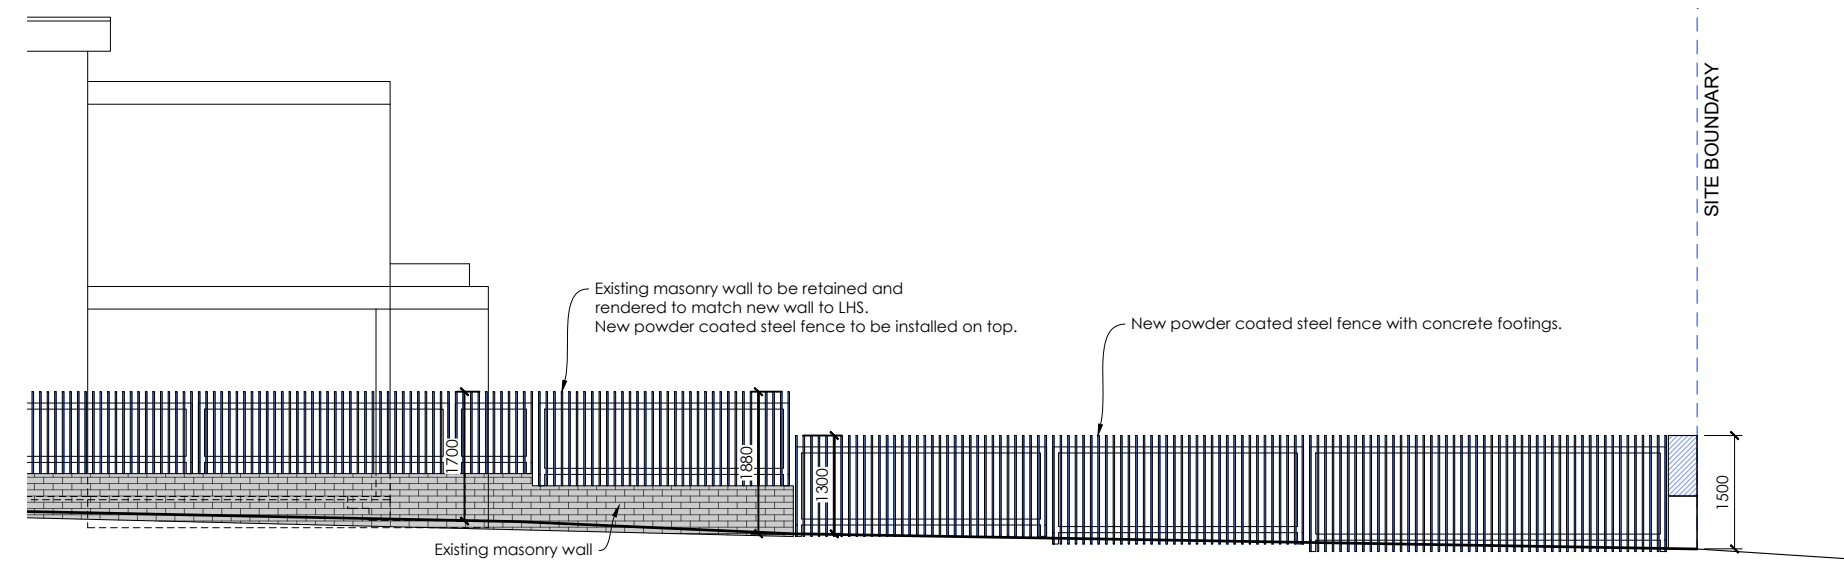 SITE BOUNDARY
Existing masonry wall to be retained and
rendered to match new wall to LHS.
New powder coated steel fence to be installed on top.
New powder coated steel fence with concrete footings.
1700
1880
1300
1500
Existing masonry wall